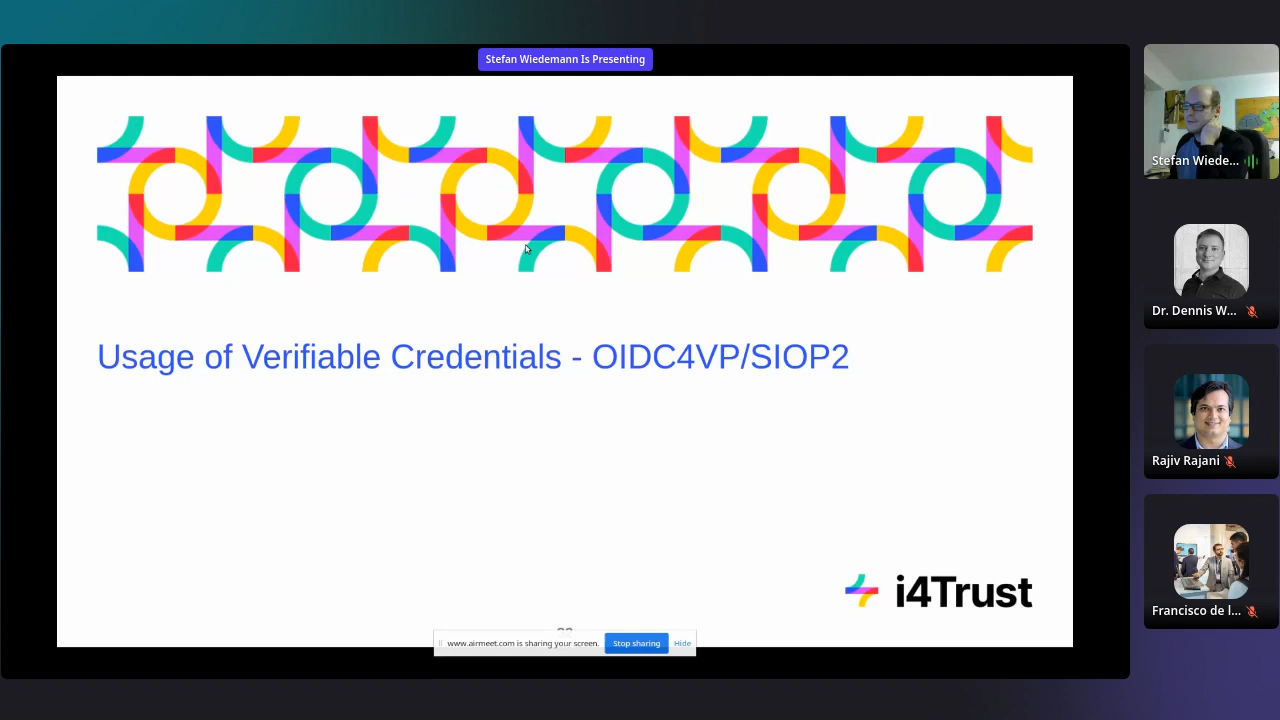 Stefan Wiedemann Is Presenting
Usage of Verifiable Credentials - OIDC4VP/SIOP2
i4Trust
www.airmeet.com is sharing your screen. Stop sharing Hide
Stefan Wiede...
Dr. Dennis W...
Rajiv Rajani
Francisco de l...